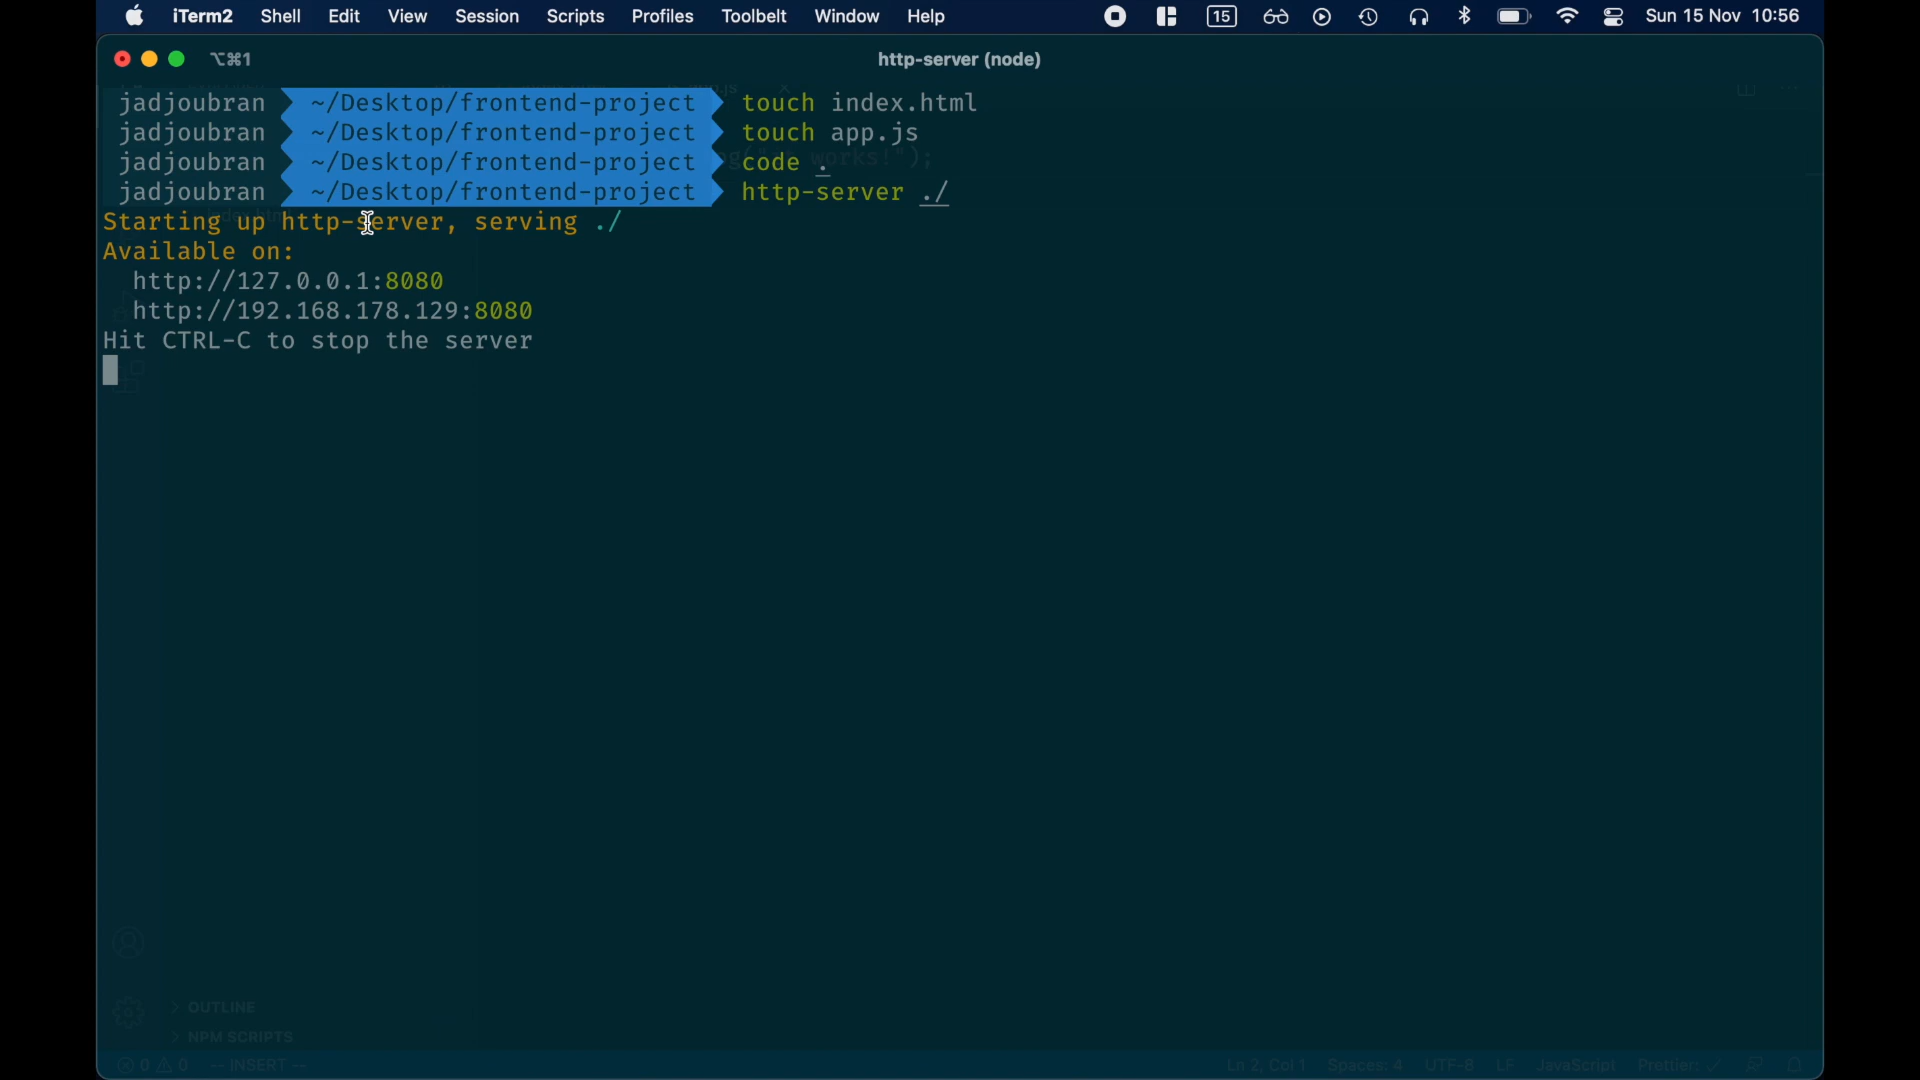 iTerm2 Shell Edit View Session Scripts Profiles Toolbelt Window Help 15 Sun 15 Nov 10:56
⌥⌘1 http-server (node)
jadjoubran ~/Desktop/frontend-project touch index.html
jadjoubran ~/Desktop/frontend-project touch app.js
jadjoubran ~/Desktop/frontend-project code .
jadjoubran ~/Desktop/frontend-project http-server ./
Starting up http-server, serving ./
Available on:
http://127.0.0.1:8080
http://192.168.178.129:8080
Hit CTRL-C to stop the server
> OUTLINE
> NPM SCRIPTS
0 0 -- INSERT -- Ln 2, Col 1 Spaces: 4 UTF-8 LF JavaScript Prettier: ✓